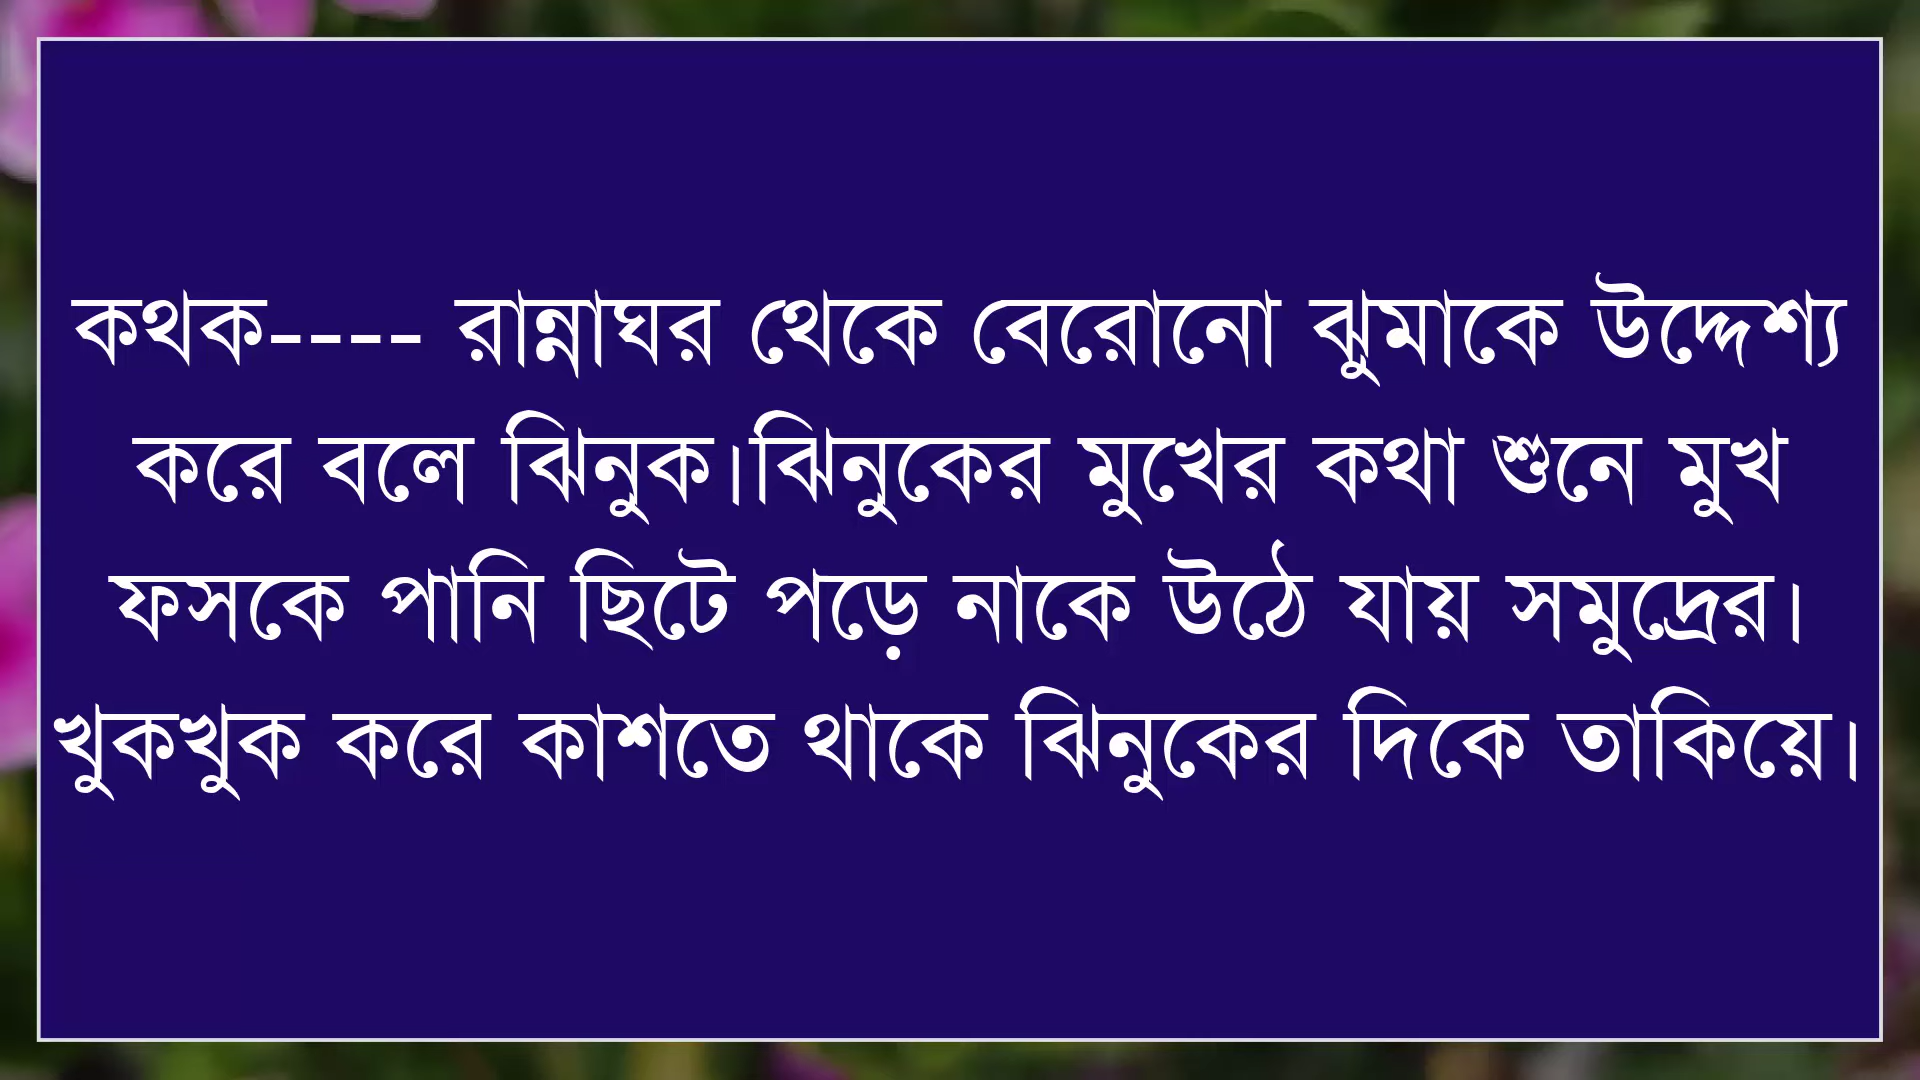 কথক---- রান্নাঘর থেকে বেরোনো ঝুমাকে উদ্দেশ্য
করে বলে ঝিনুক।ঝিনুকের মুখের কথা শুনে মুখ
ফসকে পানি ছিটে পড়ে নাকে উঠে যায় সমুদ্রের।
খুকখুক করে কাশতে থাকে ঝিনুকের দিকে তাকিয়ে।